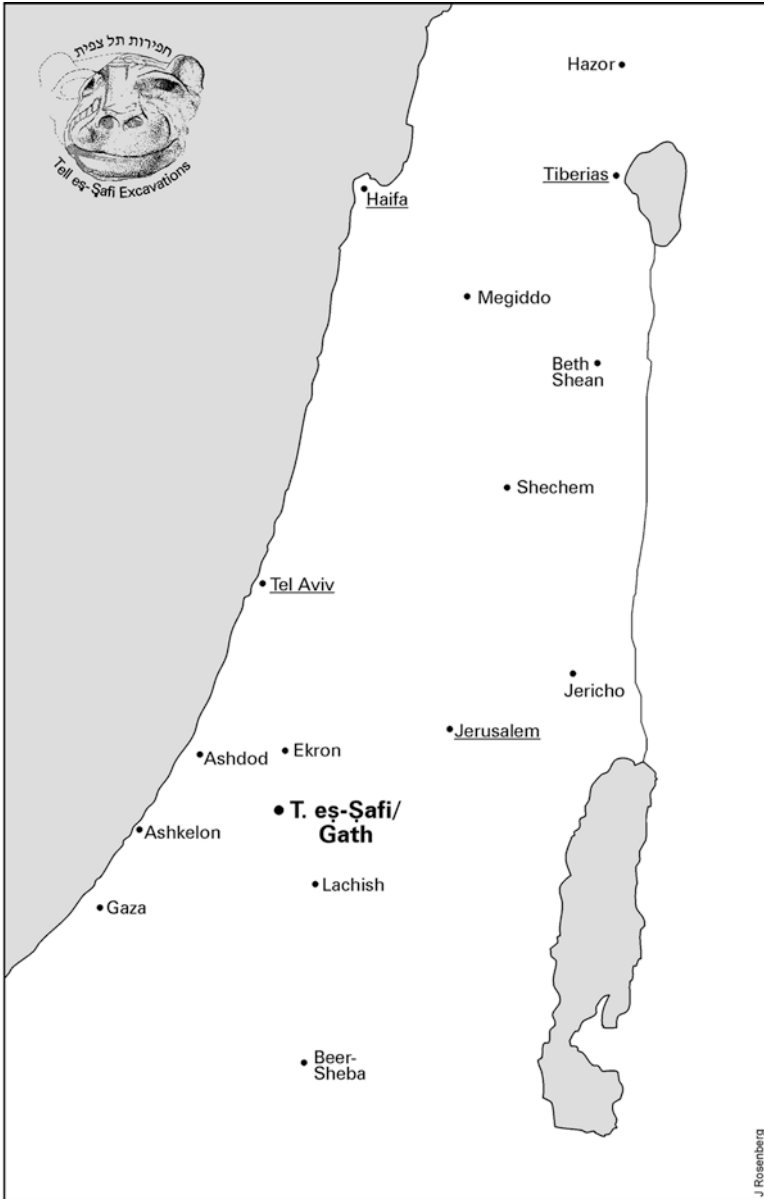 חפירות תל צפית
Tell eṣ-Ṣafi Excavations
Hazor
Tiberias
Haifa
Megiddo
Beth
Shean
Shechem
Tel Aviv
Jericho
Jerusalem
Ekron
Ashdod
T. eṣ-Ṣafi/
Gath
Ashkelon
Lachish
Gaza
Beer-
Sheba
J Rosenberg